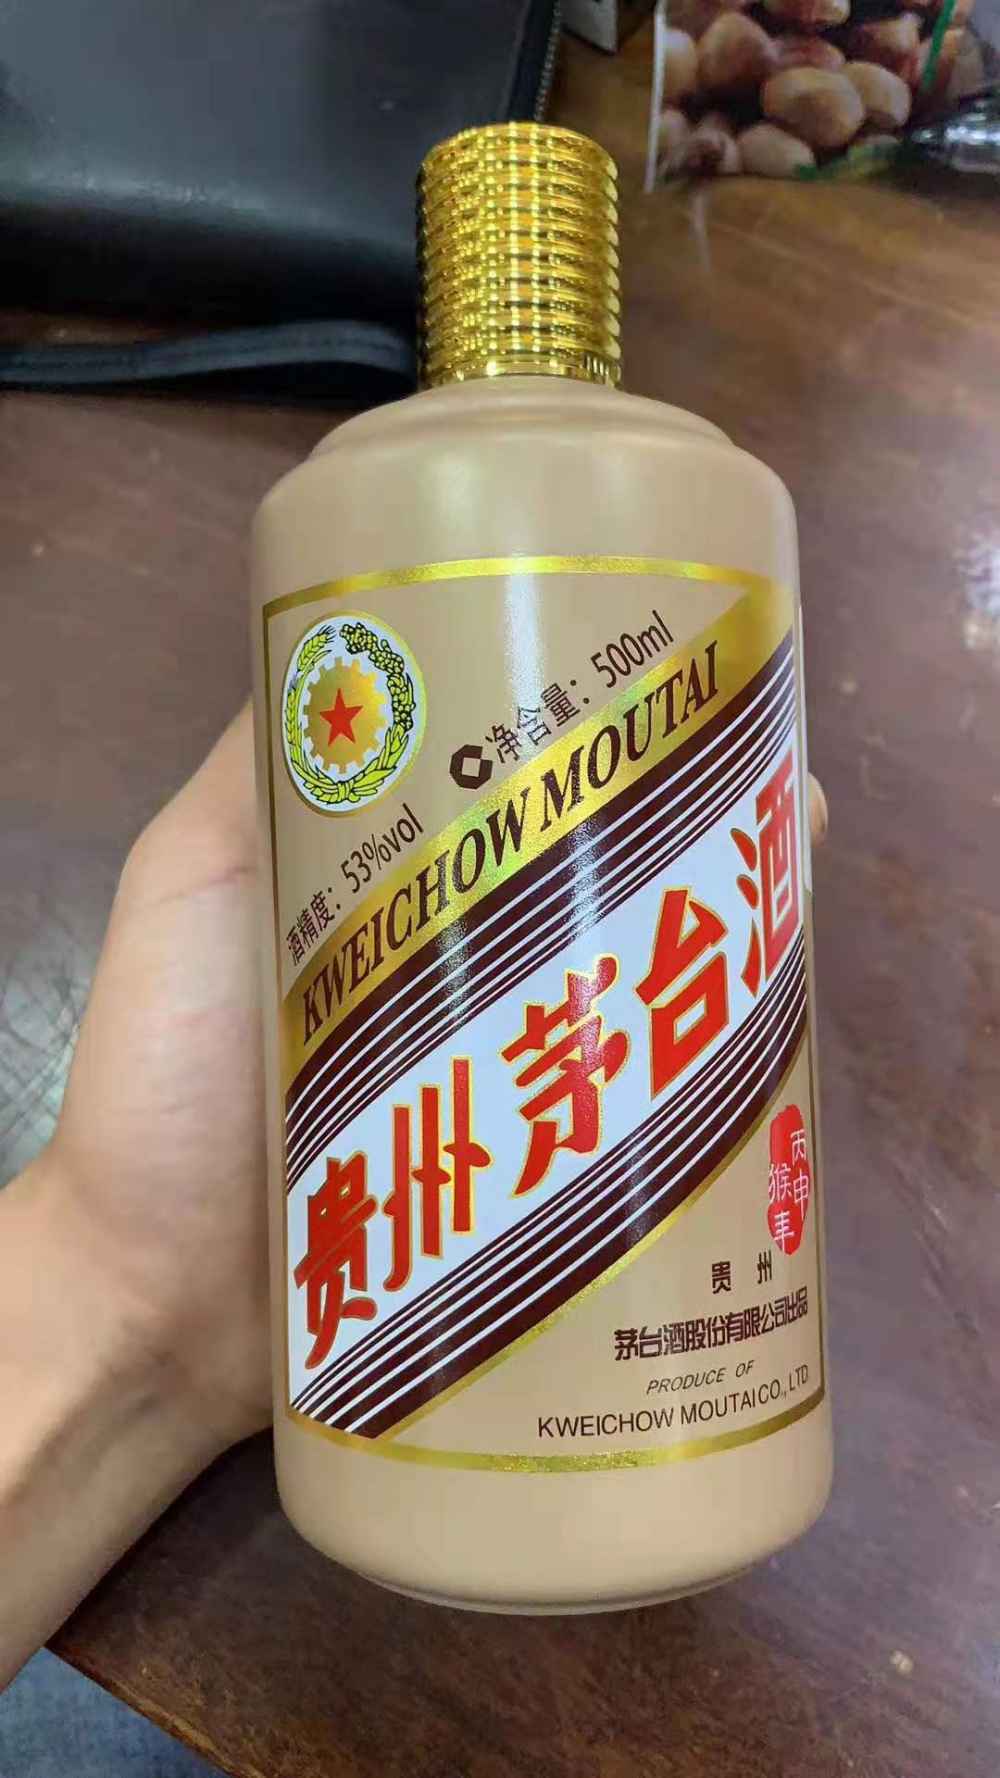 净含量：500ml
酒精度：53%vol
KWEICHOW MOUTAI
贵州茅台酒
丙申
猴年
贵州
茅台酒股份有限公司出品
PRODUCE OF
KWEICHOW MOUTAI CO., LTD